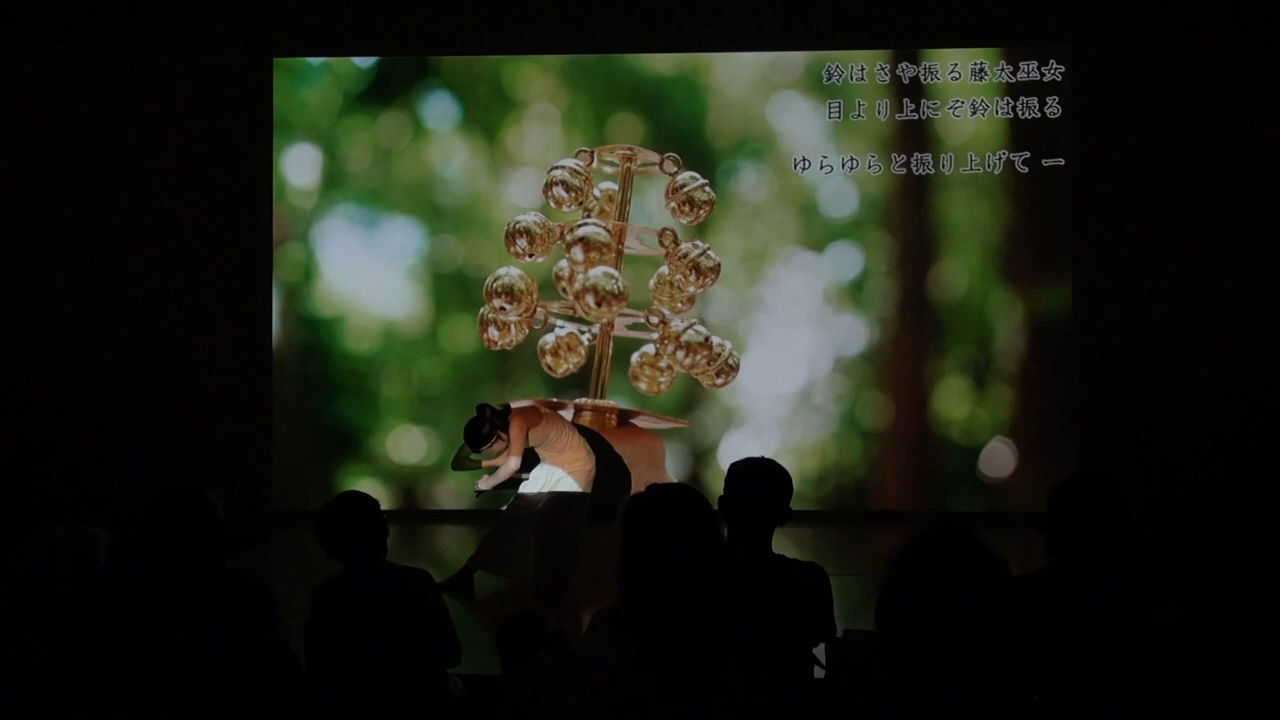 鈴はさや振る藤太巫女
目より上にぞ鈴は振る
ゆらゆらと振り上げて ー